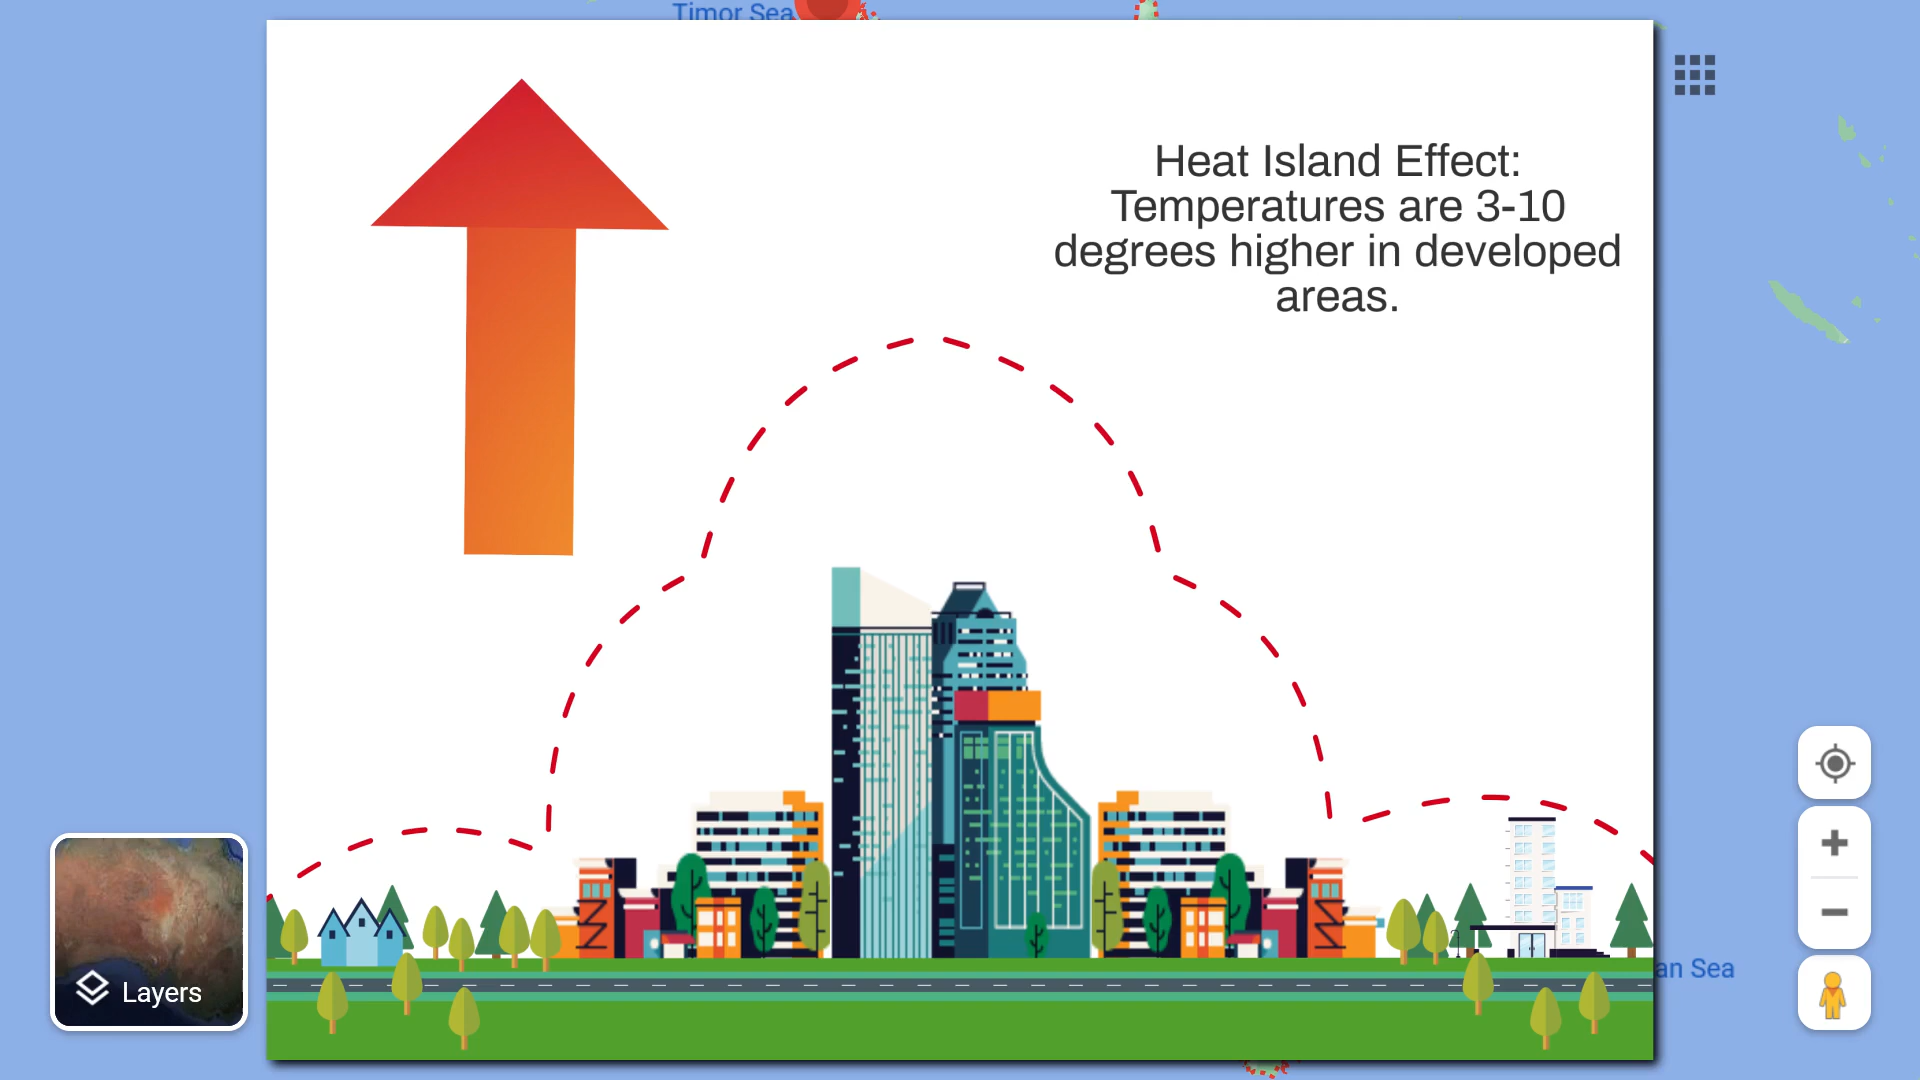 Timor Sea
Heat Island Effect:
Temperatures are 3-10
degrees higher in developed
areas.
an Sea
Layers